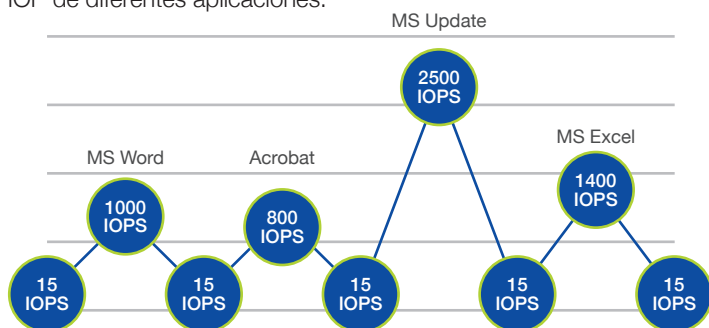 IOP de diferentes aplicaciones.
MS Update
2500
IOPS
MS Word
Acrobat
MS Excel
1000
IOPS
800
IOPS
1400
IOPS
15
IOPS
15
IOPS
15
IOPS
15
IOPS
15
IOPS